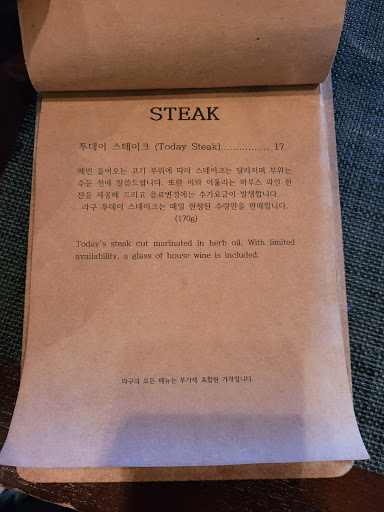 STEAK
투데이 스테이크 (Today Steak)................ 17.
매번 들어오는 고기 부위에 따라 스테이크는 달라지며 부위는
주문 전에 말씀드립니다. 또한 이와 어울리는 하우스 와인 한
잔을 제공해 드리고 음료변경에는 추가요금이 발생합니다.
라구 투데이 스테이크는 매일 한정된 수량만을 판매합니다.
(170g)
Today's steak cut marinated in herb oil. With limited
availability, a glass of house wine is included.
라구의 모든 메뉴는 부가세 포함된 가격입니다.